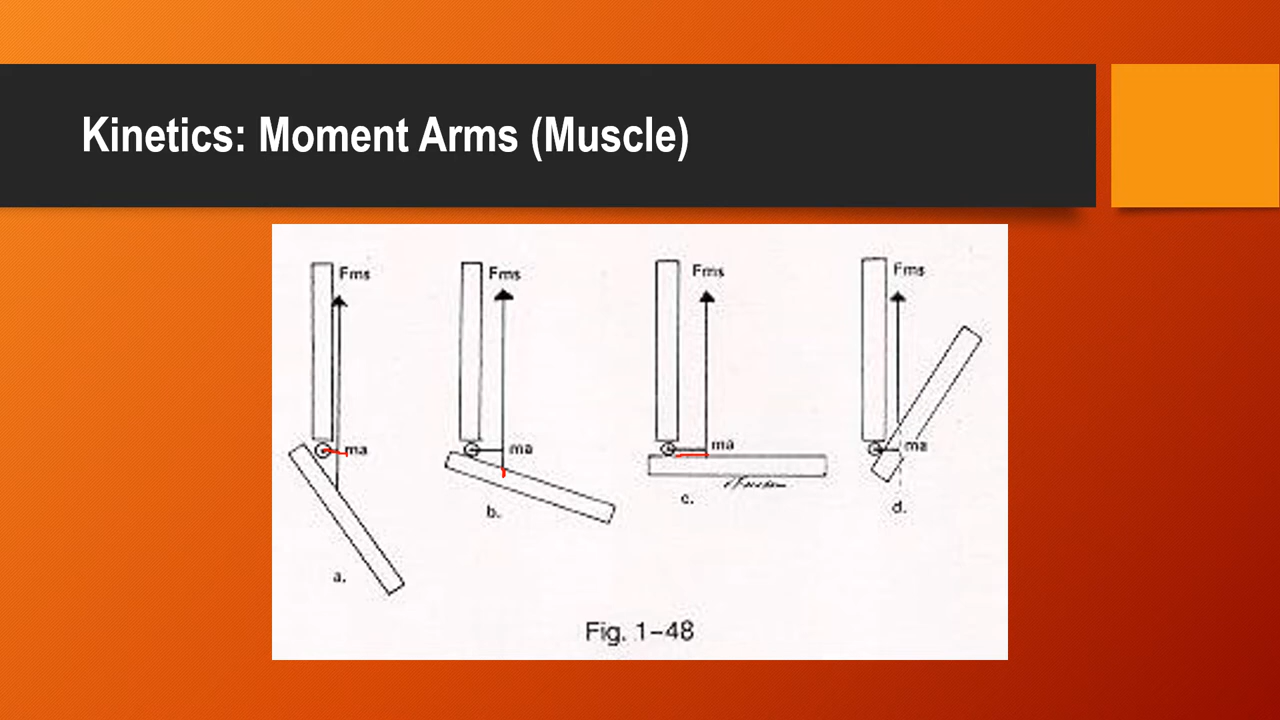 Kinetics: Moment Arms (Muscle)
Fms
Fms
Fms
Fms
ma
ma
ma
ma
a.
b.
c.
d.
Fig. 1-48